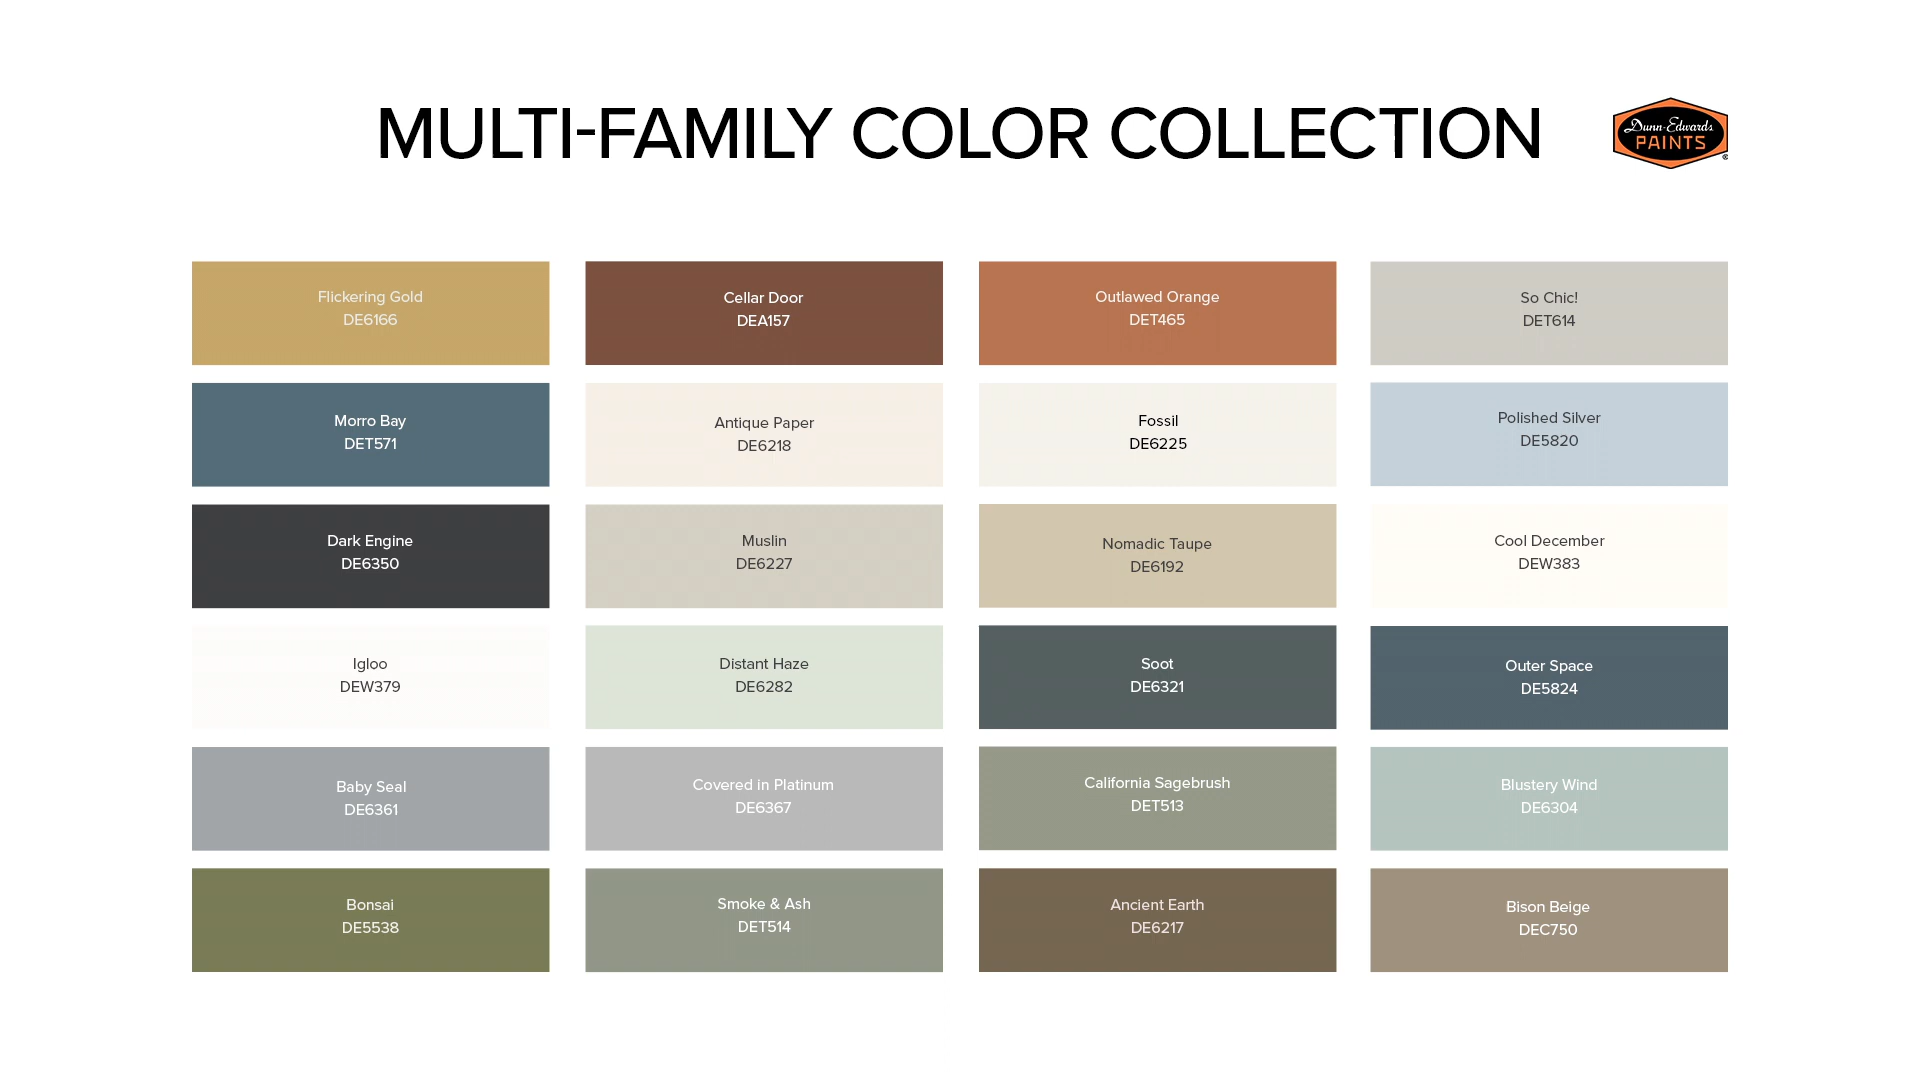 MULTI-FAMILY COLOR COLLECTION
Dunn-Edwards
PAINTS
®
Flickering Gold
DE6166
Cellar Door
DEA157
Outlawed Orange
DET465
So Chic!
DET614
Morro Bay
DET571
Antique Paper
DE6218
Fossil
DE6225
Polished Silver
DE5820
Dark Engine
DE6350
Muslin
DE6227
Nomadic Taupe
DE6192
Cool December
DEW383
Igloo
DEW379
Distant Haze
DE6282
Soot
DE6321
Outer Space
DE5824
Baby Seal
DE6361
Covered in Platinum
DE6367
California Sagebrush
DET513
Blustery Wind
DE6304
Bonsai
DE5538
Smoke & Ash
DET514
Ancient Earth
DE6217
Bison Beige
DEC750